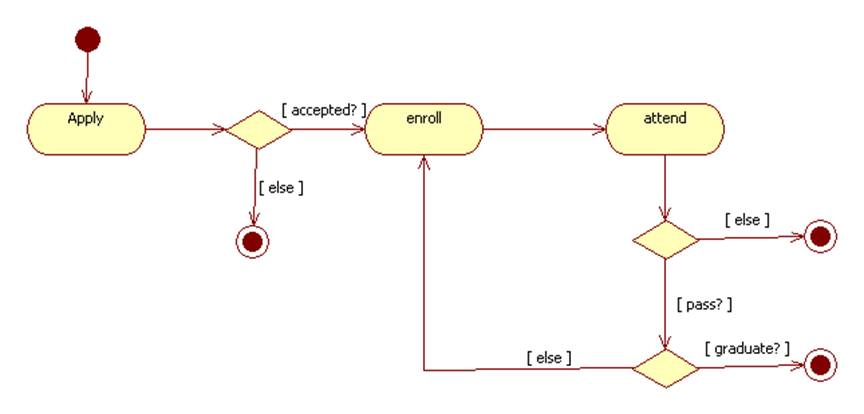 [ accepted? ]
Apply
enroll
attend
[ else ]
[ else ]
[ pass? ]
[ graduate? ]
[ else ]